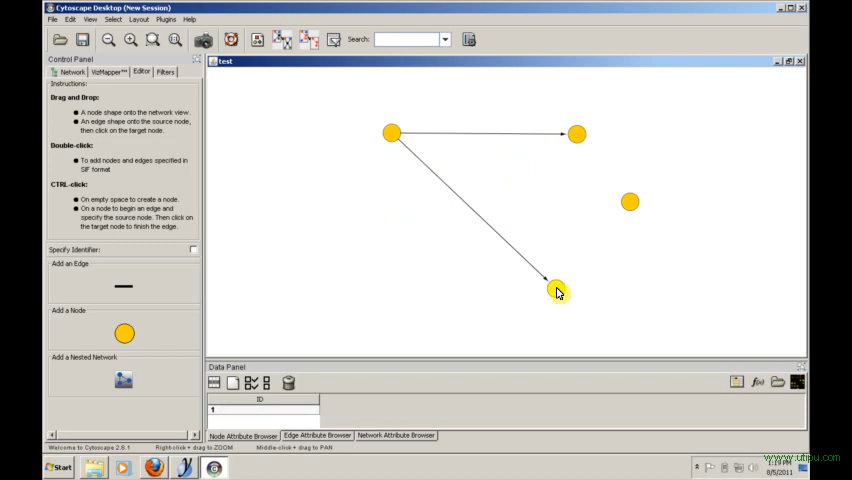 Cytoscape Desktop (New Session)
File Edit View Select Layout Plugins Help
Search:
Control Panel
Network VizMapper™ Editor Filters
Instructions:
Drag and Drop:
A node shape onto the network view.
An edge shape onto the source node, then click on the target node.
Double-click:
To add nodes and edges specified in SIF format
CTRL-click:
On empty space to create a node.
On a node to begin an edge and specify the source node. Then click on the target node to finish the edge.
Specify Identifier:
Add an Edge
Add a Node
Add a Nested Network
test
Data Panel
f(x)
ID
1
Node Attribute Browser Edge Attribute Browser Network Attribute Browser
Welcome to Cytoscape 2.8.1 Right-click + drag to ZOOM Middle-click + drag to PAN
Start
1:19 PM
8/5/2011
www.utipu.com